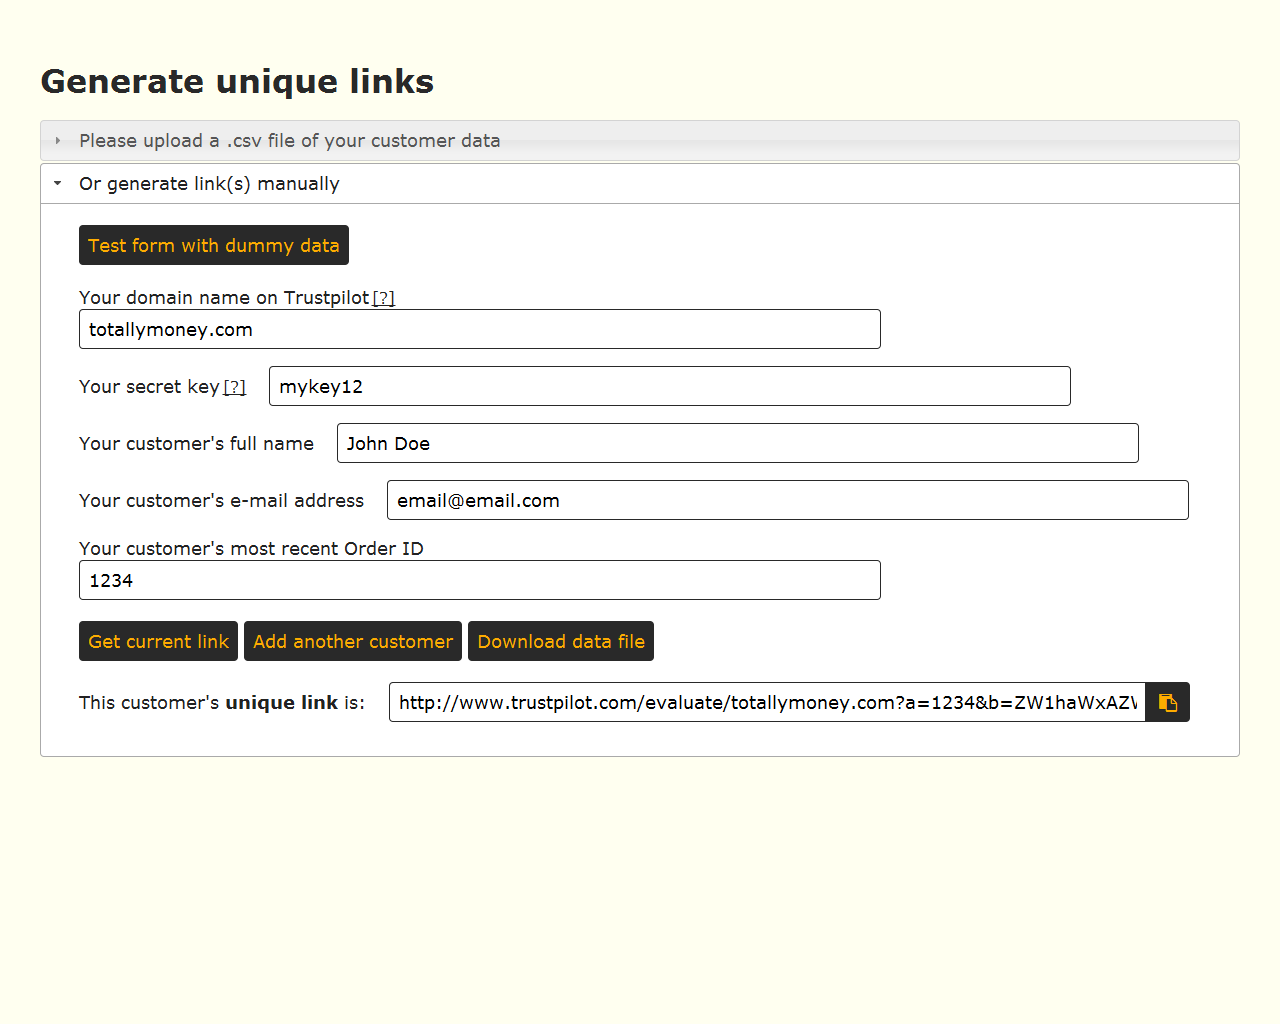 Generate unique links
Please upload a .csv file of your customer data
Or generate link(s) manually
Test form with dummy data
Your domain name on Trustpilot [?]
totallymoney.com
Your secret key [?] mykey12
Your customer's full name John Doe
Your customer's e-mail address email@email.com
Your customer's most recent Order ID
1234
Get current link Add another customer Download data file
This customer's unique link is: http://www.trustpilot.com/evaluate/totallymoney.com?a=1234&b=ZW1haWxAZV